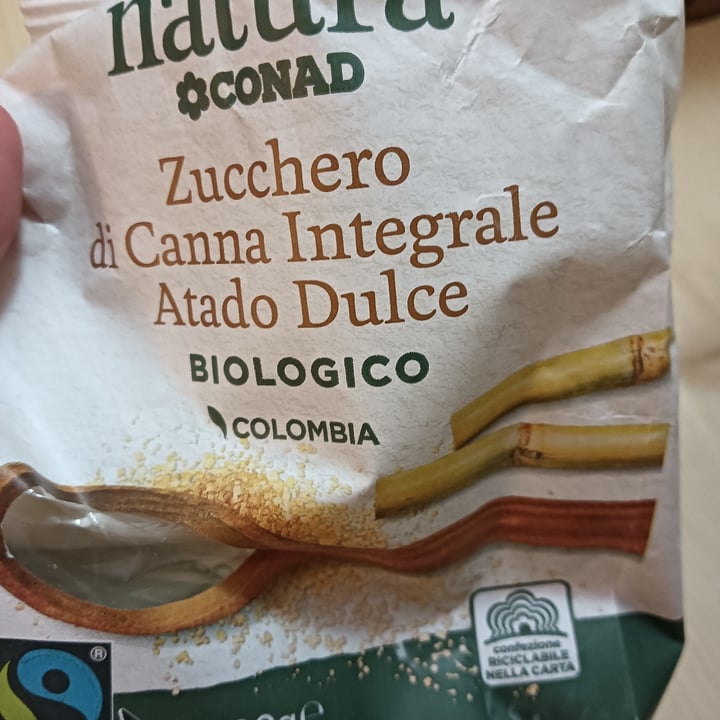 natura
CONAD
Zucchero
di Canna Integrale
Atado Dulce
BIOLOGICO
COLOMBIA
confezione
RICICLABILE
NELLA CARTA
®